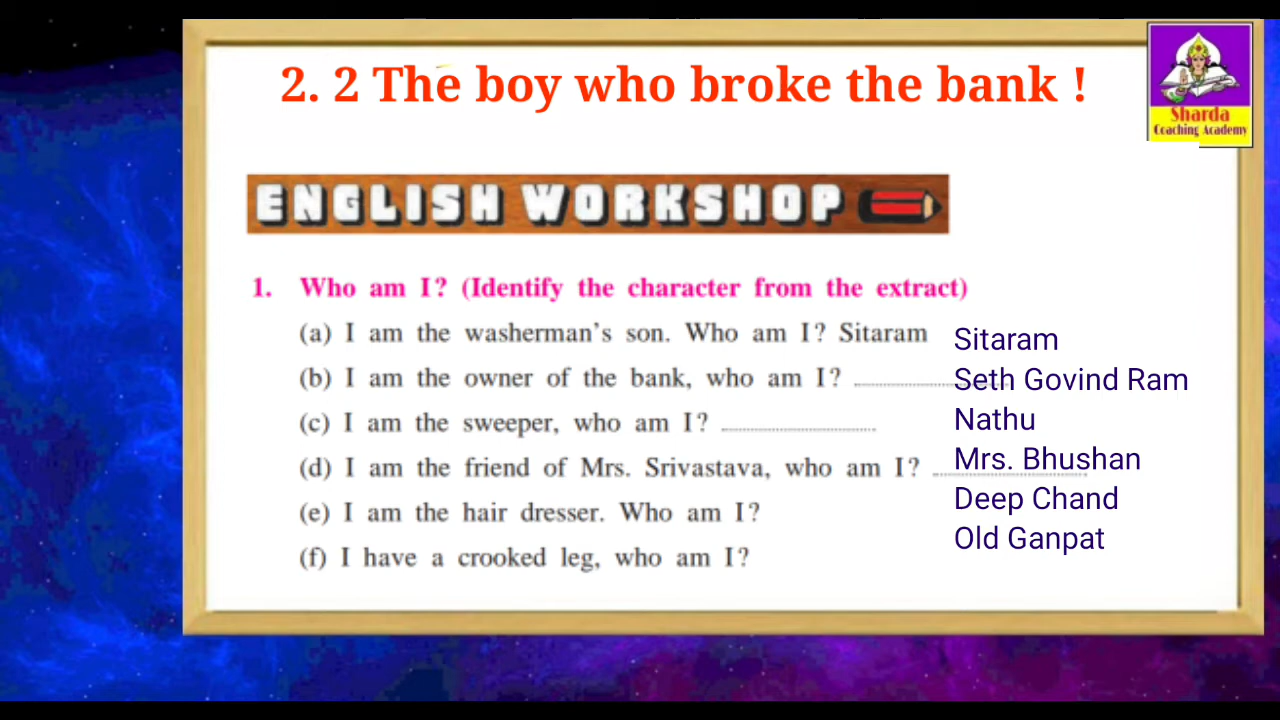 2. 2 The boy who broke the bank !
Sharda
Coaching Academy
ENGLISH WORKSHOP
1. Who am I? (Identify the character from the extract)
(a) I am the washerman's son. Who am I? Sitaram Sitaram
(b) I am the owner of the bank, who am I? Seth Govind Ram
(c) I am the sweeper, who am I? Nathu
(d) I am the friend of Mrs. Srivastava, who am I? Mrs. Bhushan
(e) I am the hair dresser. Who am I? Deep Chand
(f) I have a crooked leg, who am I? Old Ganpat